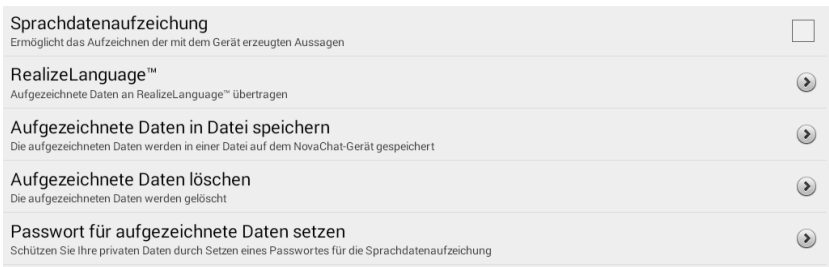 Sprachdatenaufzeichung
Ermöglicht das Aufzeichnen der mit dem Gerät erzeugten Aussagen
RealizeLanguage™
Aufgezeichnete Daten an RealizeLanguage™ übertragen
Aufgezeichnete Daten in Datei speichern
Die aufgezeichneten Daten werden in einer Datei auf dem NovaChat-Gerät gespeichert
Aufgezeichnete Daten löschen
Die aufgezeichneten Daten werden gelöscht
Passwort für aufgezeichnete Daten setzen
Schützen Sie Ihre privaten Daten durch Setzen eines Passwortes für die Sprachdatenaufzeichung